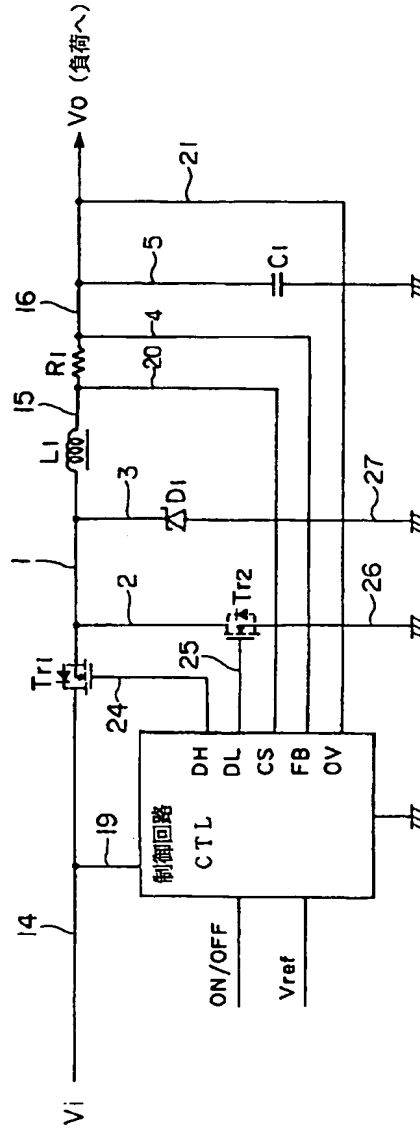 Vi
14
19
Tr1
24
1
2
3
L1
15
R1
16
20
4
5
21
Vo (負荷へ)
D1
C1
Tr2
25
26
27
制御回路
CTL
ON/OFF
Vref
DH
DL
CS
FB
OV